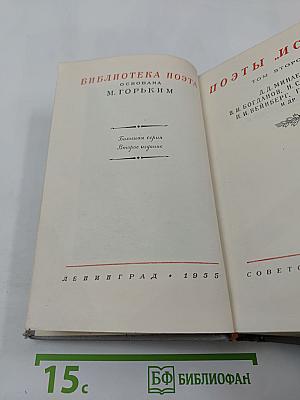 БИБЛИОТЕКА ПОЭТА
ОСНОВАНА
М. ГОРЬКИМ
Большая серия
Второе издание
ЛЕНИНГРАД • 1955
ПОЭТЫ „ИС
ТОМ ВТОРО
Д. Д. МИНАЕ
В. И. БОГДАНОВ, Н. С.
П. И. ВЕЙНБЕРГ, Г
и др
СОВЕТС
15с
БФ БИБЛИОФАН